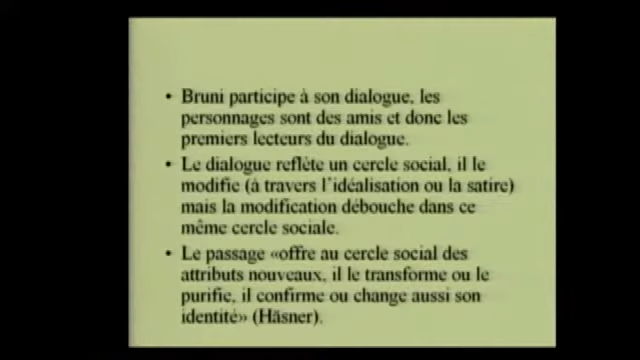 • Bruni participe à son dialogue, les
personnages sont des amis et donc les
premiers lecteurs du dialogue.
• Le dialogue reflète un cercle social, il le
modifie (à travers l'idéalisation ou la satire)
mais la modification débouche dans ce
même cercle sociale.
• Le passage «offre au cercle social des
attributs nouveaux, il le transforme ou le
purifie, il confirme ou change aussi son
identité» (Häsner).